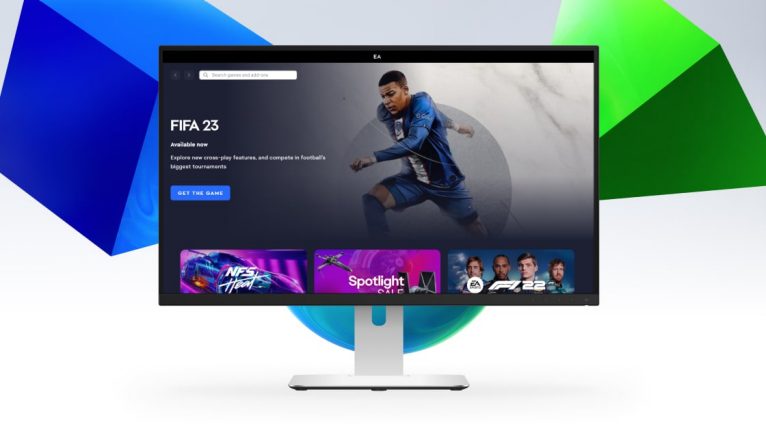 EA
Search games and add-ons
FIFA 23
Available now
Explore new cross-play features, and compete in football's
biggest tournaments
GET THE GAME
NFS
Heat
Spotlight
SALE
EA
F1 22